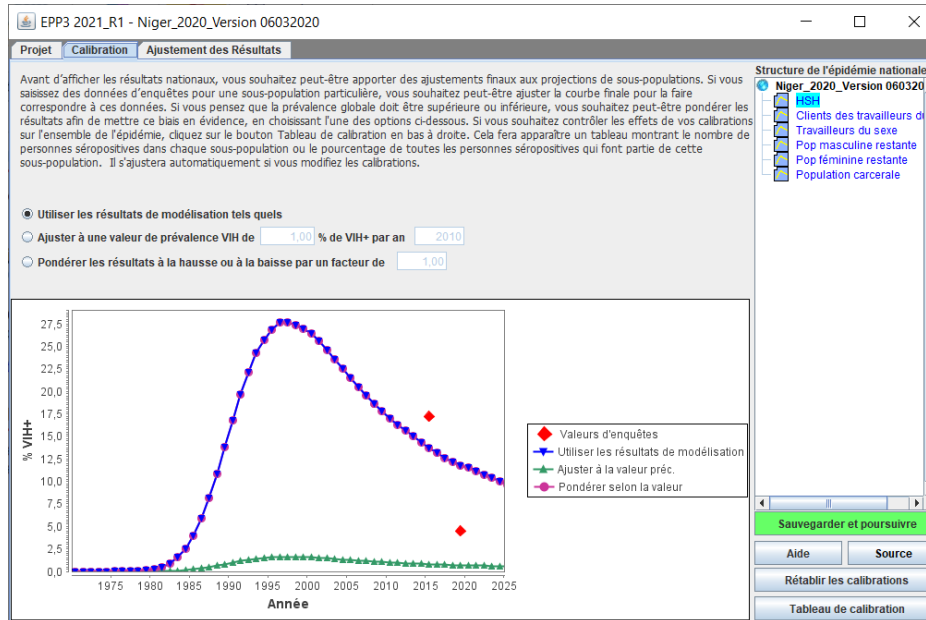 EPP3 2021_R1 - Niger_2020_Version 06032020
Projet Calibration Ajustement des Résultats
Avant d'afficher les résultats nationaux, vous souhaitez peut-être apporter des ajustements finaux aux projections de sous-populations. Si vous
saisissez des données d'enquêtes pour une sous-population particulière, vous souhaitez peut-être ajuster la courbe finale pour la faire
correspondre à ces données. Si vous pensez que la prévalence globale doit être supérieure ou inférieure, vous souhaitez peut-être pondérer les
résultats afin de mettre ce biais en évidence, en choisissant l'une des options ci-dessous. Si vous souhaitez contrôler les effets de vos calibrations
sur l'ensemble de l'épidémie, cliquez sur le bouton Tableau de calibration en bas à droite. Cela fera apparaître un tableau montrant le nombre de
personnes séropositives dans chaque sous-population ou le pourcentage de toutes les personnes séropositives qui font partie de cette
sous-population. Il s'ajustera automatiquement si vous modifiez les calibrations.
Utiliser les résultats de modélisation tels quels
Ajuster à une valeur de prévalence VIH de 1,00 % de VIH+ par an 2010
Pondérer les résultats à la hausse ou à la baisse par un facteur de 1,00
% VIH+
27,5
25,0
22,5
20,0
17,5
15,0
12,5
10,0
7,5
5,0
2,5
0,0
1975 1980 1985 1990 1995 2000 2005 2010 2015 2020 2025
Année
Valeurs d'enquêtes
Utiliser les résultats de modélisation
Ajuster à la valeur préc.
Pondérer selon la valeur
Structure de l'épidémie nationale
Niger_2020_Version 060320
HSH
Clients des travailleurs du
Travailleurs du sexe
Pop masculine restante
Pop féminine restante
Population carcerale
Sauvegarder et poursuivre
Aide Source
Rétablir les calibrations
Tableau de calibration